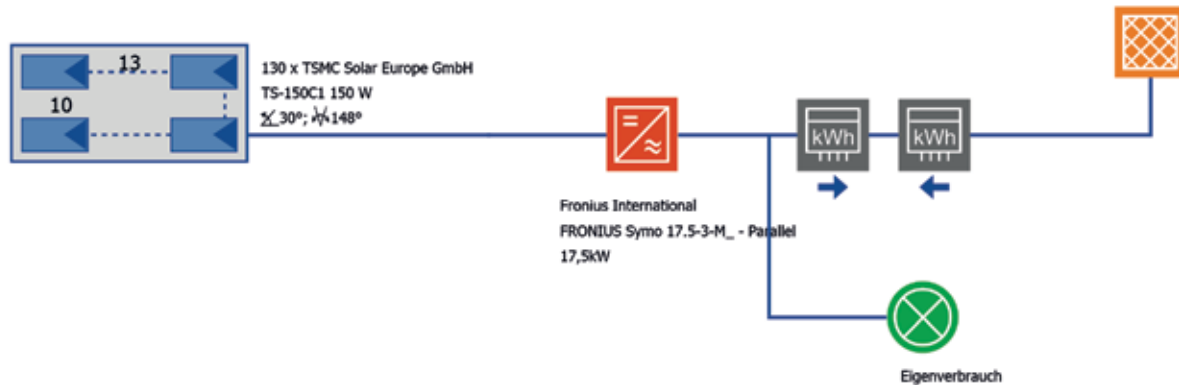 13
10
130 x TSMC Solar Europe GmbH
TS-150C1 150 W
30°; 148°
kWh
kWh
Fronius International
FRONIUS Symo 17.5-3-M_ - Parallel
17,5kW
Eigenverbrauch